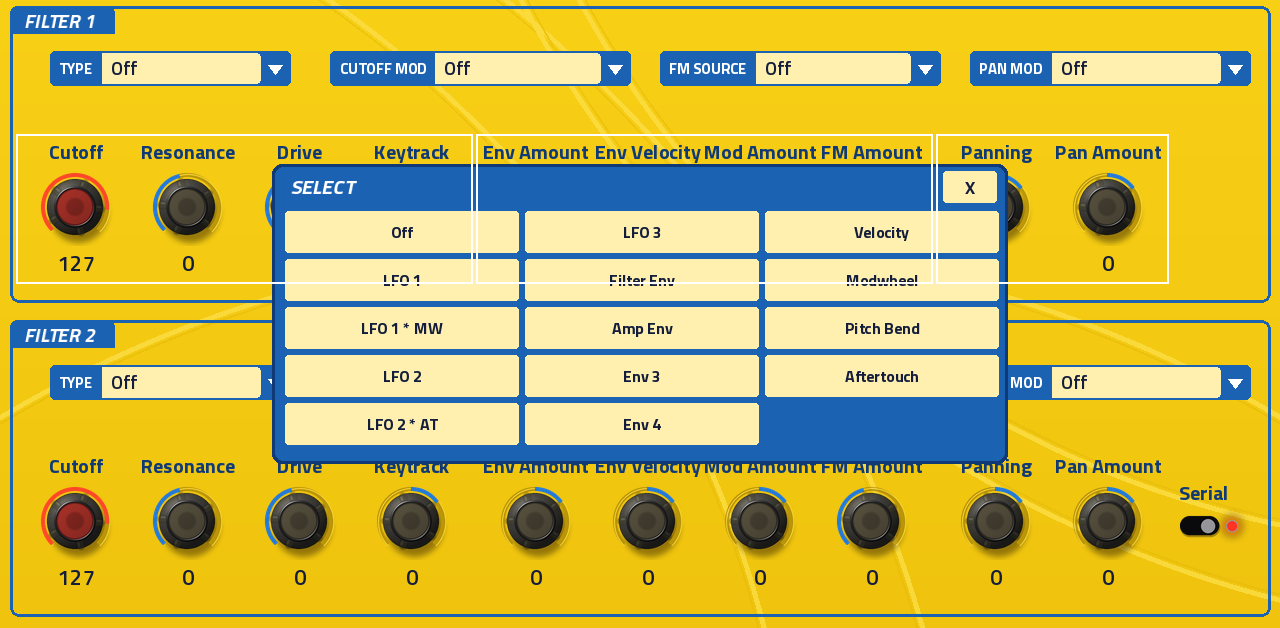 FILTER 1
TYPE Off CUTOFF MOD Off FM SOURCE Off PAN MOD Off
Cutoff Resonance Drive Keytrack Env Amount Env Velocity Mod Amount FM Amount Panning Pan Amount
SELECT X
Off LFO 3 Velocity
127 0 0
LFO 1 Filter Env Modwheel
LFO 1 * MW Amp Env Pitch Bend
FILTER 2
LFO 2 Env 3 Aftertouch
TYPE Off MOD Off
LFO 2 * AT Env 4
Cutoff Resonance Drive Keytrack Env Amount Env Velocity Mod Amount FM Amount Panning Pan Amount
Serial
127 0 0 0 0 0 0 0 0 0